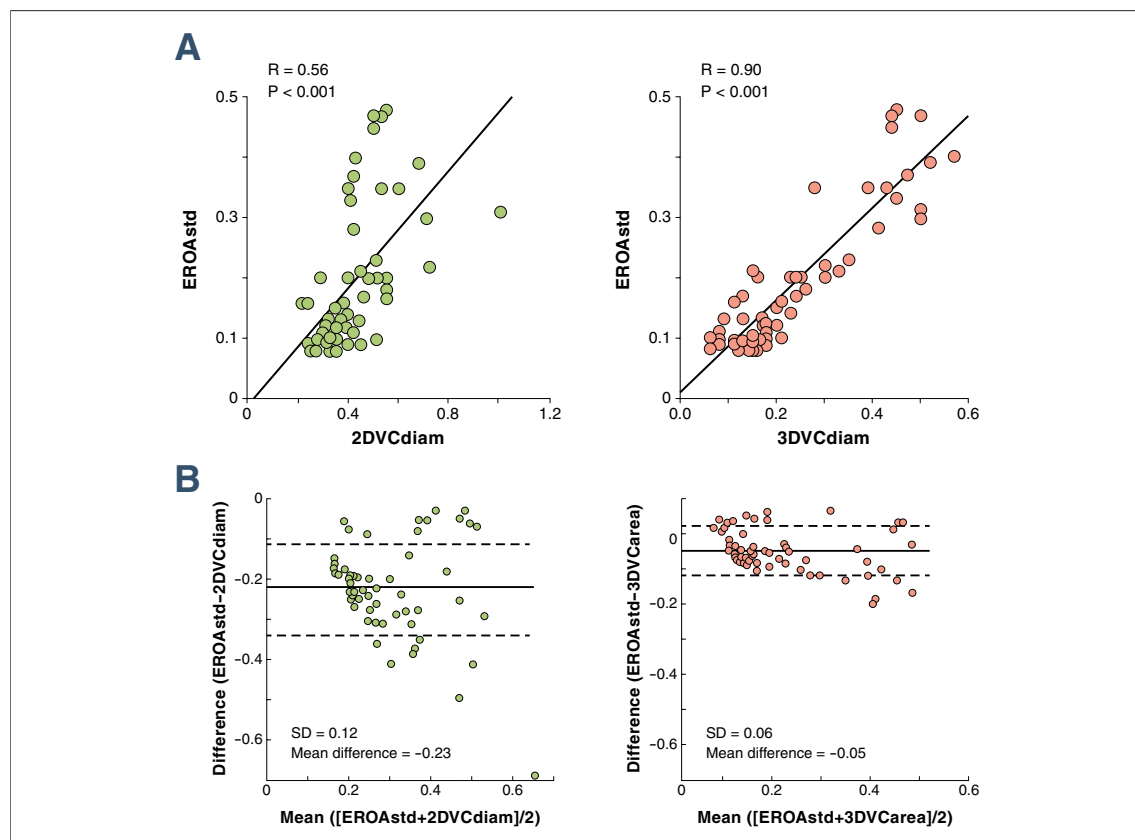 A
R = 0.56
P < 0.001
EROAstd
0.5
0.3
0.1
0
0
0.4
0.8
1.2
2DVCdiam
R = 0.90
P < 0.001
EROAstd
0.5
0.3
0.1
0
0.0
0.2
0.4
0.6
3DVCdiam
B
Difference (EROAstd−2DVCdiam)
0
−0.2
−0.4
−0.6
SD = 0.12
Mean difference = −0.23
0
0.2
0.4
0.6
Mean ([EROAstd+2DVCdiam]/2)
Difference (EROAstd−3DVCarea)
0
−0.2
−0.4
−0.6
SD = 0.06
Mean difference = −0.05
0
0.2
0.4
0.6
Mean ([EROAstd+3DVCarea]/2)